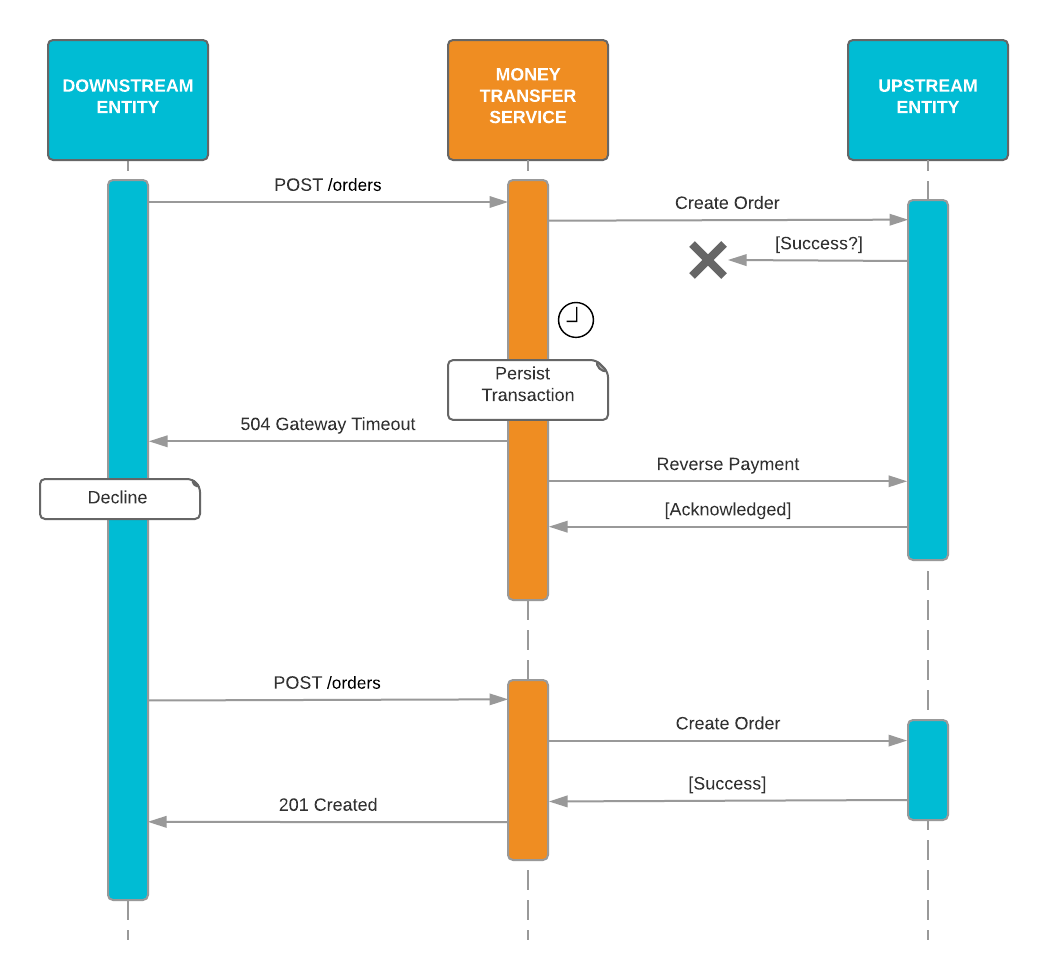 DOWNSTREAM
ENTITY
MONEY
TRANSFER
SERVICE
UPSTREAM
ENTITY
POST /orders
Create Order
[Success?]
Persist
Transaction
504 Gateway Timeout
Reverse Payment
Decline
[Acknowledged]
POST /orders
Create Order
[Success]
201 Created